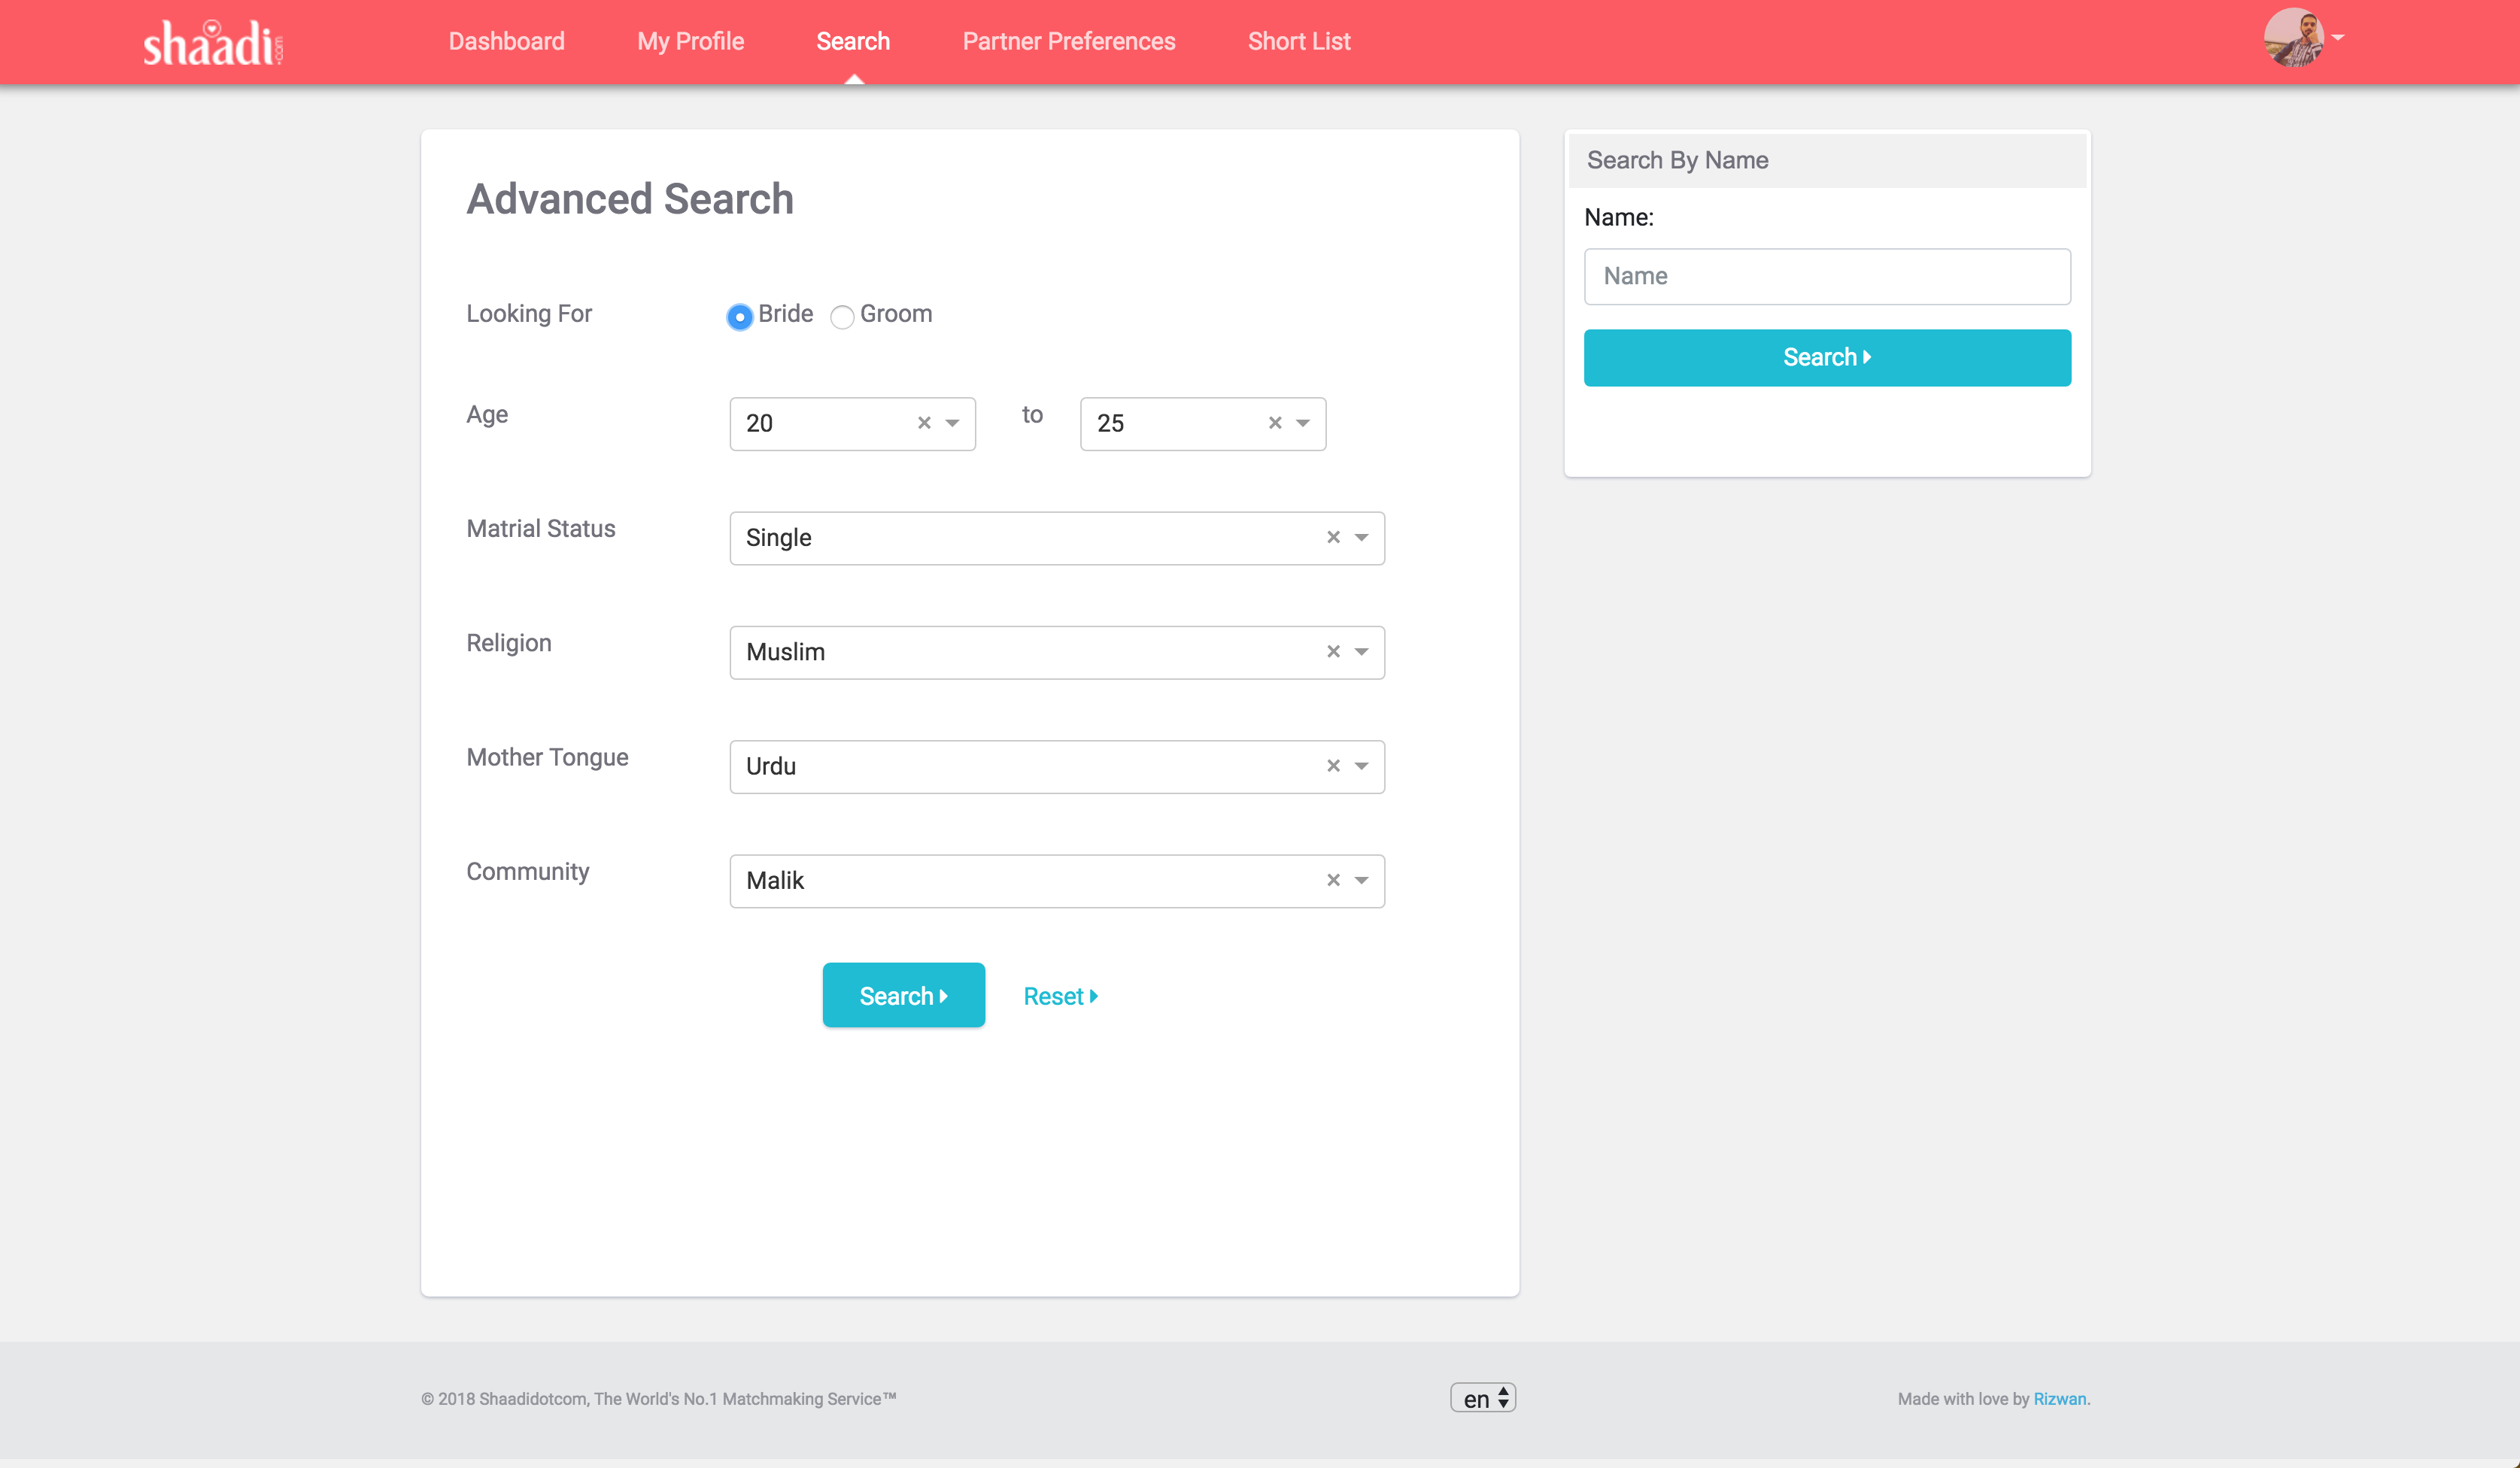 shaadi.com
Dashboard My Profile Search Partner Preferences Short List
Advanced Search
Looking For Bride Groom
Age 20 × to 25 ×
Matrial Status Single ×
Religion Muslim ×
Mother Tongue Urdu ×
Community Malik ×
Search Reset
Search By Name
Name:
Name
Search
© 2018 Shaadidotcom, The World's No.1 Matchmaking Service™ en Made with love by Rizwan.